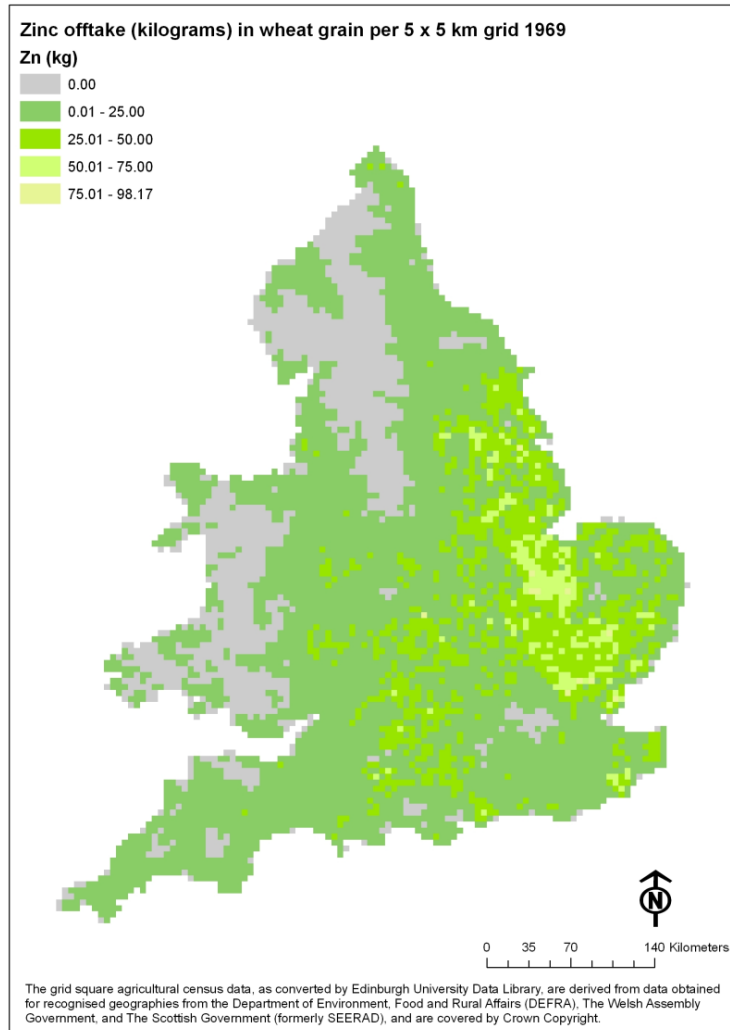 Zinc offtake (kilograms) in wheat grain per 5 x 5 km grid 1969
Zn (kg)
0.00
0.01 - 25.00
25.01 - 50.00
50.01 - 75.00
75.01 - 98.17
N
0 35 70 140 Kilometers
The grid square agricultural census data, as converted by Edinburgh University Data Library, are derived from data obtained
for recognised geographies from the Department of Environment, Food and Rural Affairs (DEFRA), The Welsh Assembly
Government, and The Scottish Government (formerly SEERAD), and are covered by Crown Copyright.